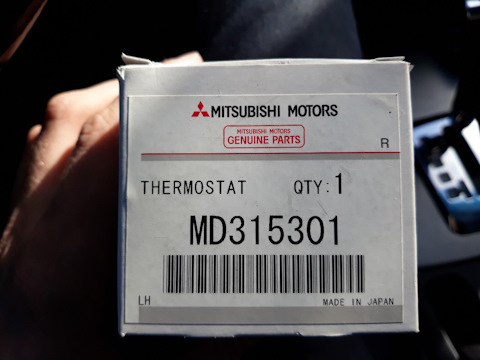 MITSUBISHI MOTORS
MITSUBISHI MOTORS
GENUINE PARTS
R
THERMOSTAT QTY:1
MD315301
LH MADE IN JAPAN